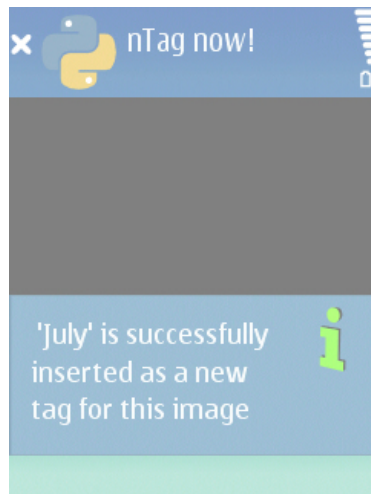 nTag now!
'July' is successfully
inserted as a new
tag for this image